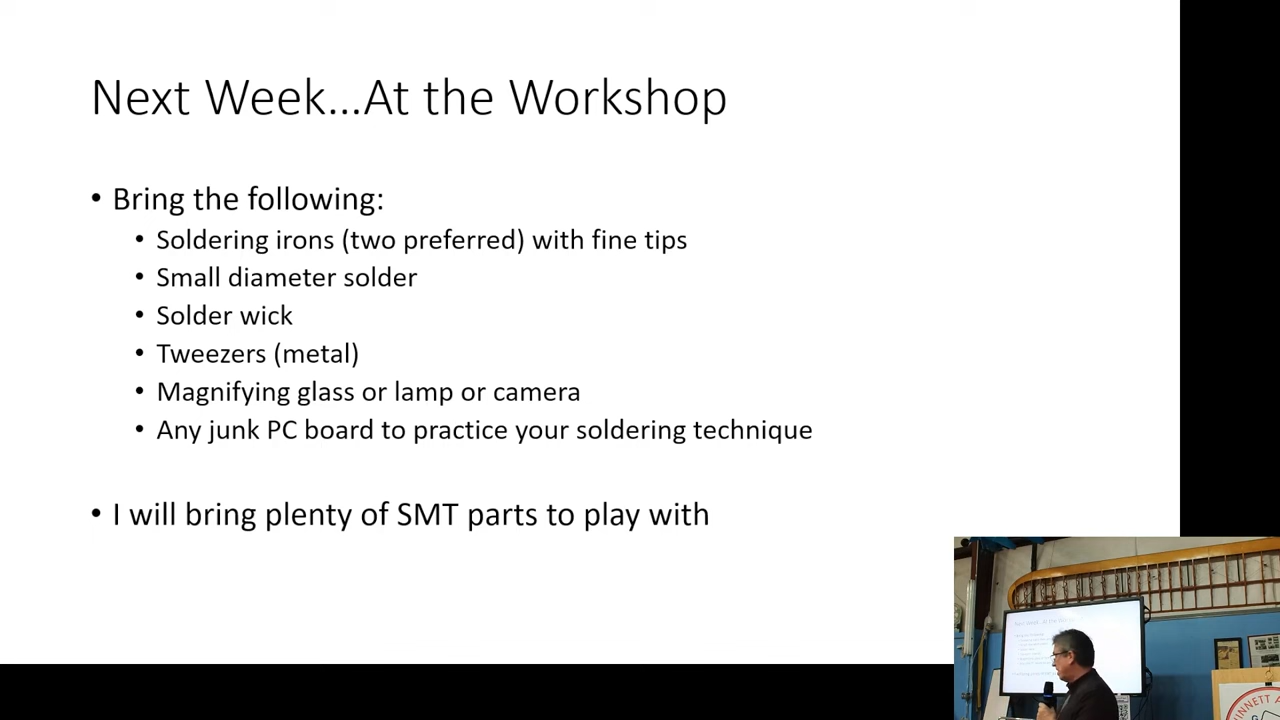 Next Week...At the Workshop
• Bring the following:
• Soldering irons (two preferred) with fine tips
• Small diameter solder
• Solder wick
• Tweezers (metal)
• Magnifying glass or lamp or camera
• Any junk PC board to practice your soldering technique
• I will bring plenty of SMT parts to play with